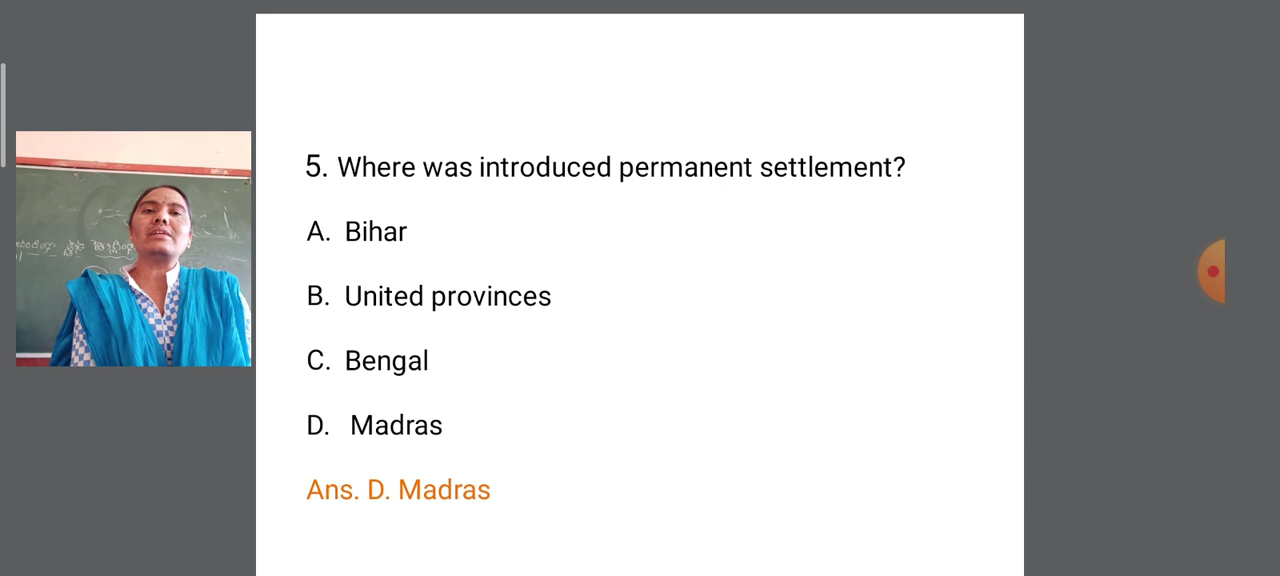 5. Where was introduced permanent settlement?
A. Bihar
B. United provinces
C. Bengal
D. Madras
Ans. D. Madras